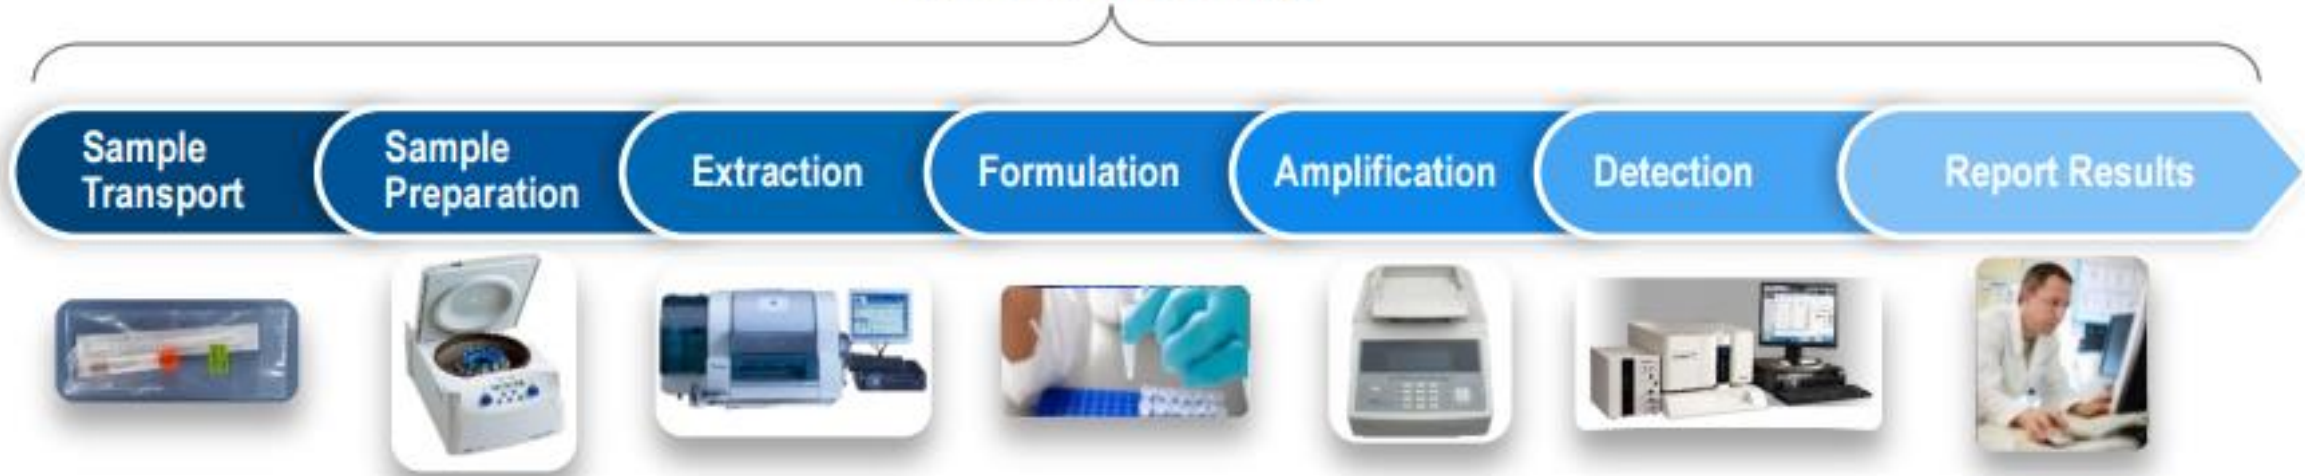 Sample
Transport
Sample
Preparation
Extraction
Formulation
Amplification
Detection
Report Results